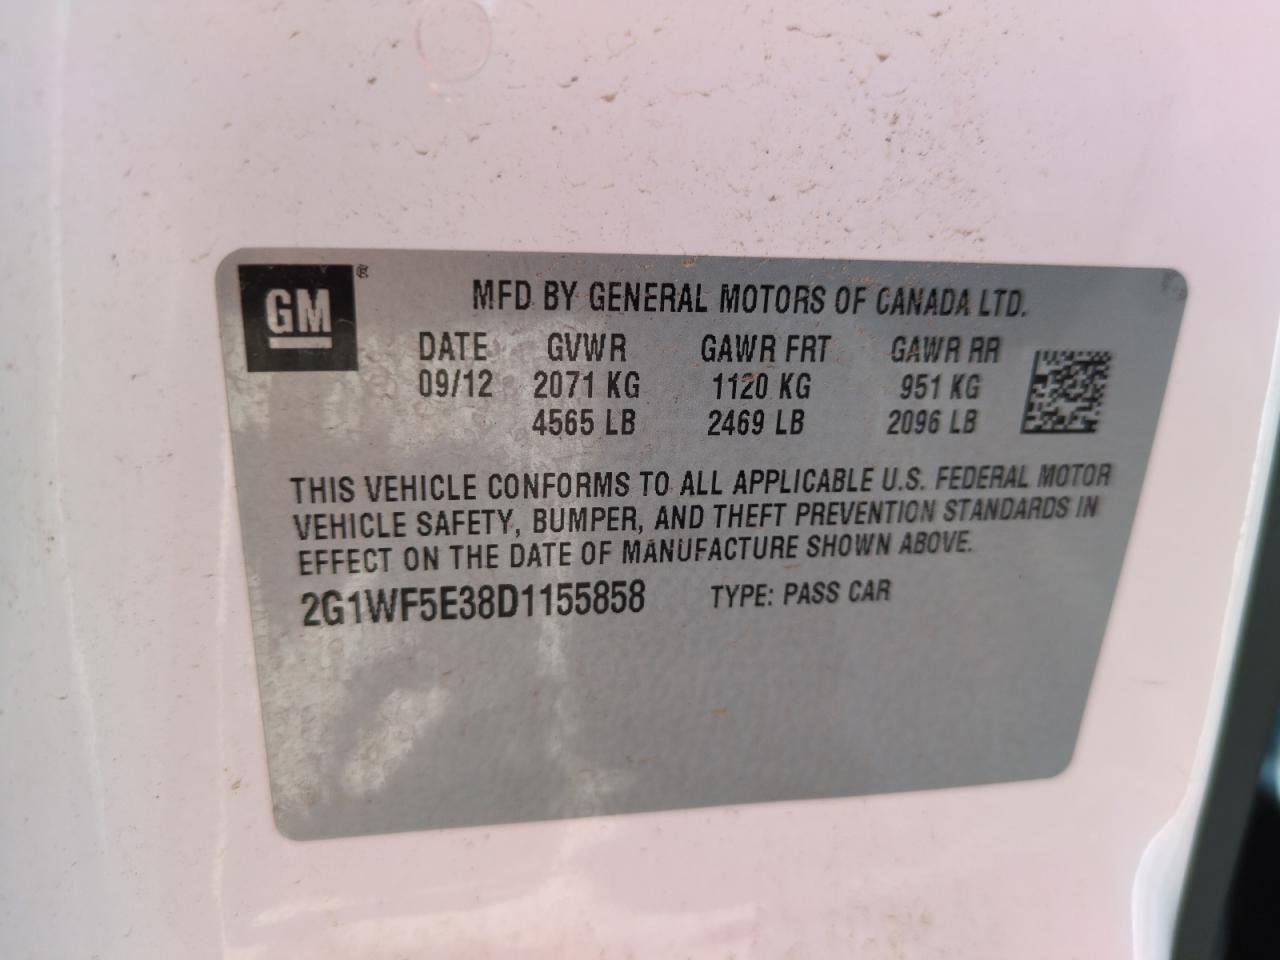 GM®
MFD BY GENERAL MOTORS OF CANADA LTD.
DATE GVWR GAWR FRT GAWR RR
09/12 2071 KG 1120 KG 951 KG
4565 LB 2469 LB 2096 LB
THIS VEHICLE CONFORMS TO ALL APPLICABLE U.S. FEDERAL MOTOR
VEHICLE SAFETY, BUMPER, AND THEFT PREVENTION STANDARDS IN
EFFECT ON THE DATE OF MANUFACTURE SHOWN ABOVE.
2G1WF5E38D1155858 TYPE: PASS CAR